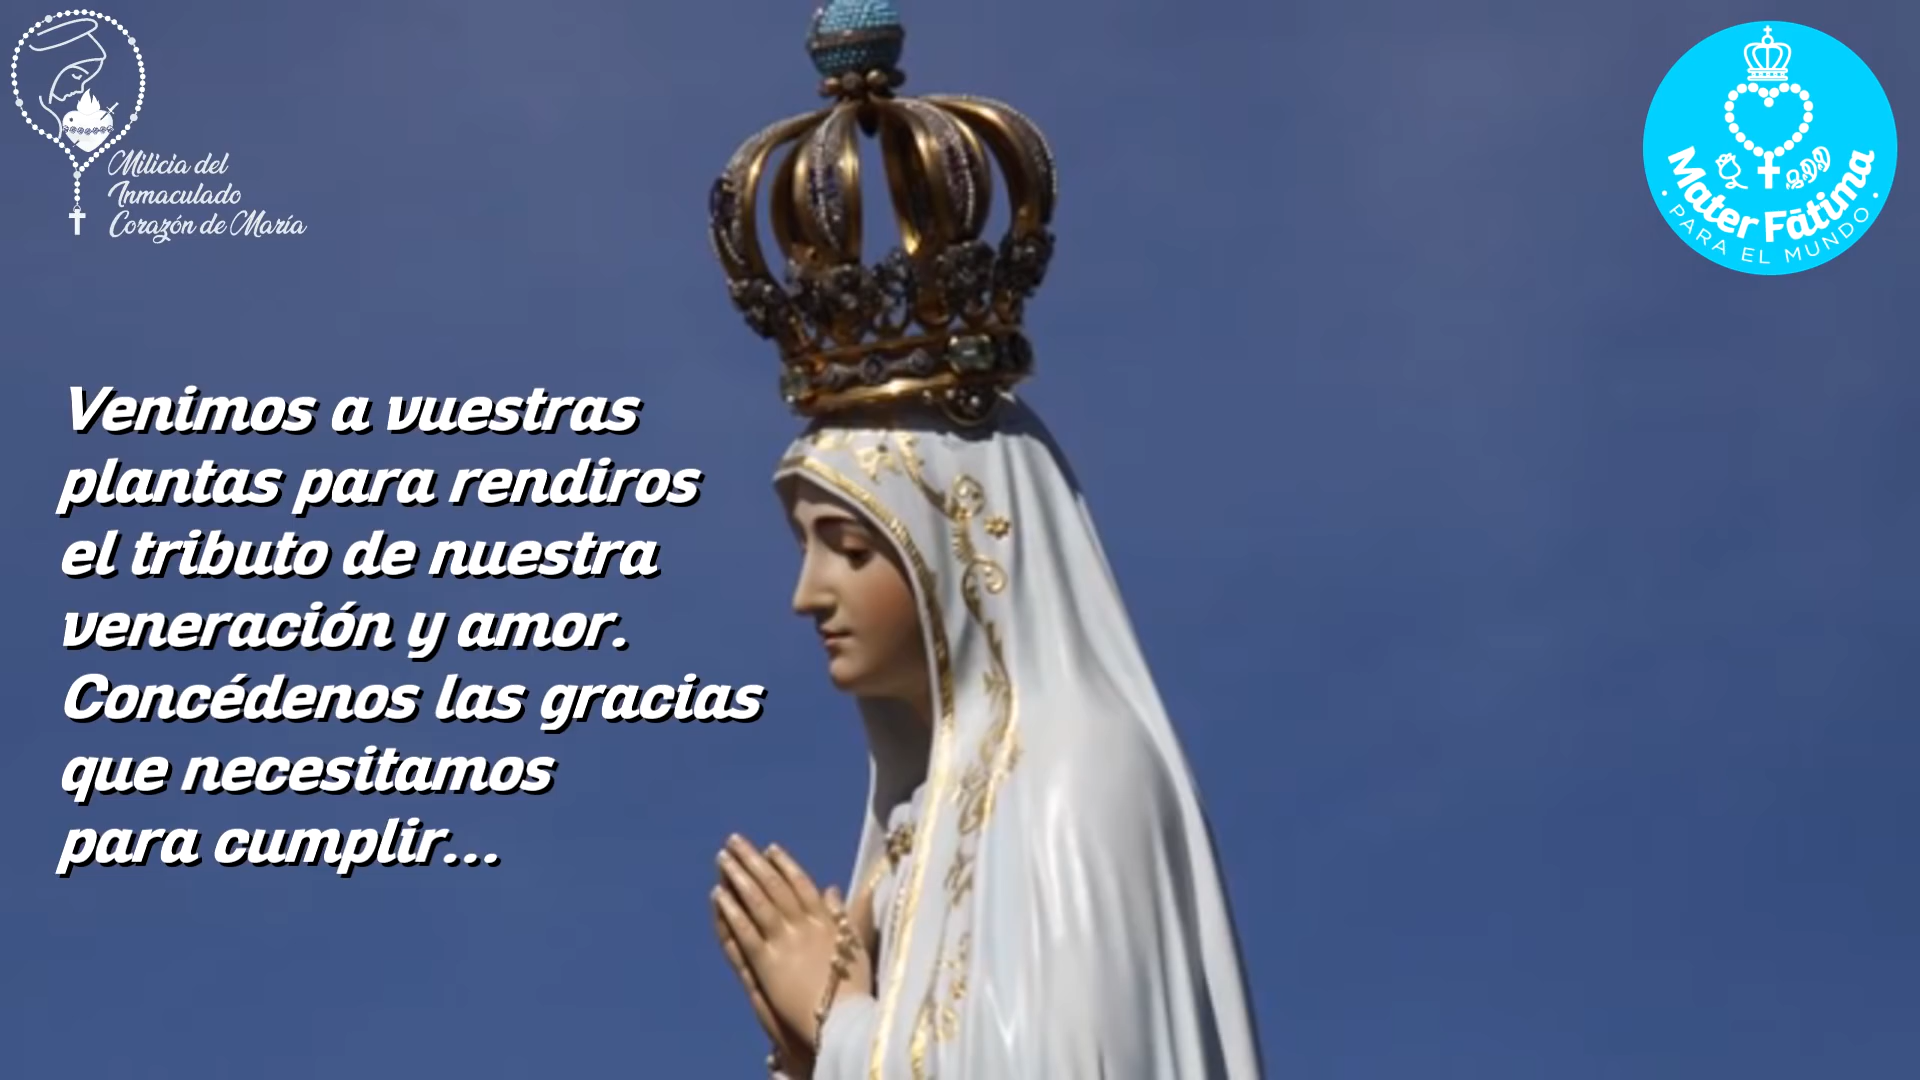 Milicia del
Inmaculado
Corazón de María
Mater Fátima
· PARA EL MUNDO ·
Venimos a vuestras
plantas para rendiros
el tributo de nuestra
veneración y amor.
Concédenos las gracias
que necesitamos
para cumplir...